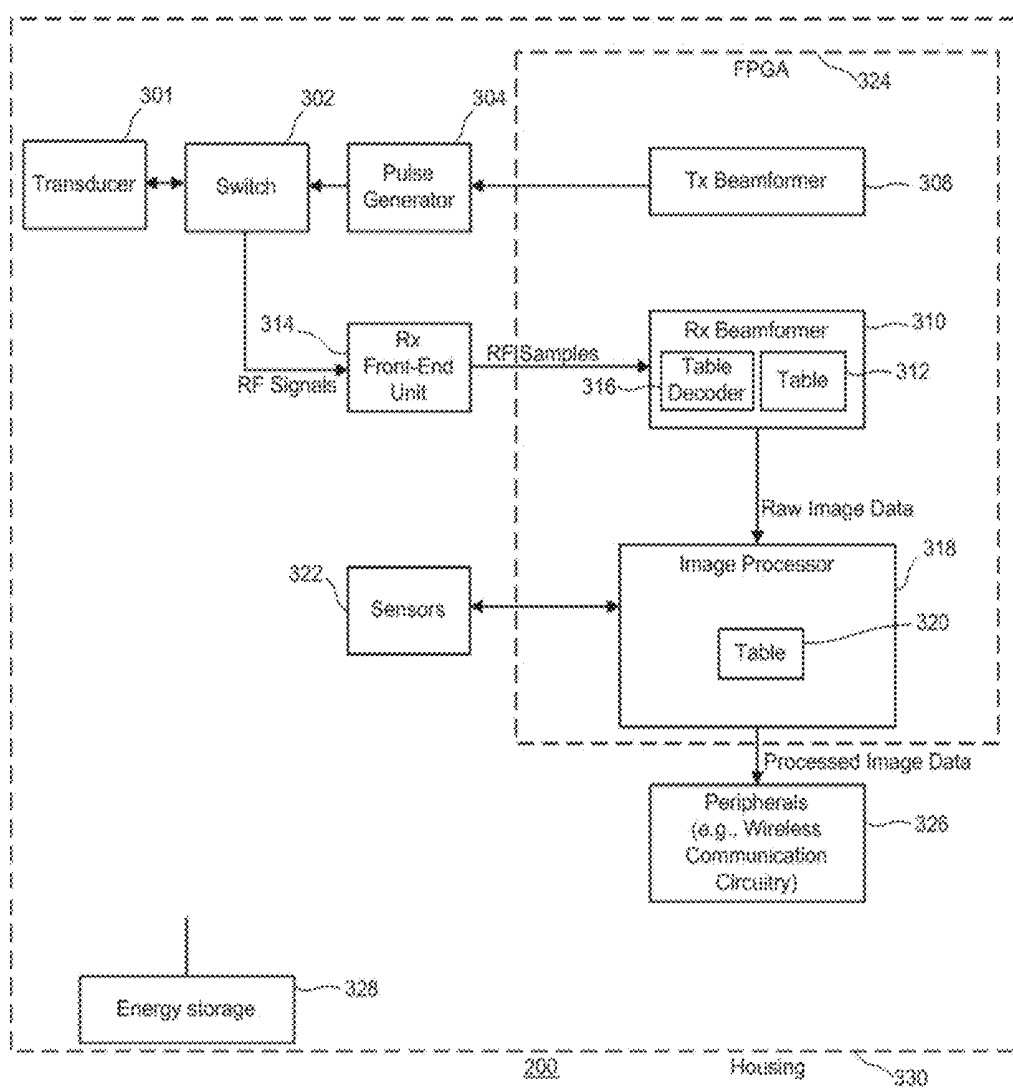 FPGA
324
301
302
304
Transducer
Switch
Pulse
Generator
Tx Beamformer
308
314
Rx
Front-End
Unit
RF Signals
RF Samples
Rx Beamformer
310
316
Table
Decoder
Table
312
Raw Image Data
322
Sensors
Image Processor
318
Table
320
Processed Image Data
Peripherals
(e.g., Wireless
Communication
Circuitry)
326
Energy storage
328
200
Housing
330